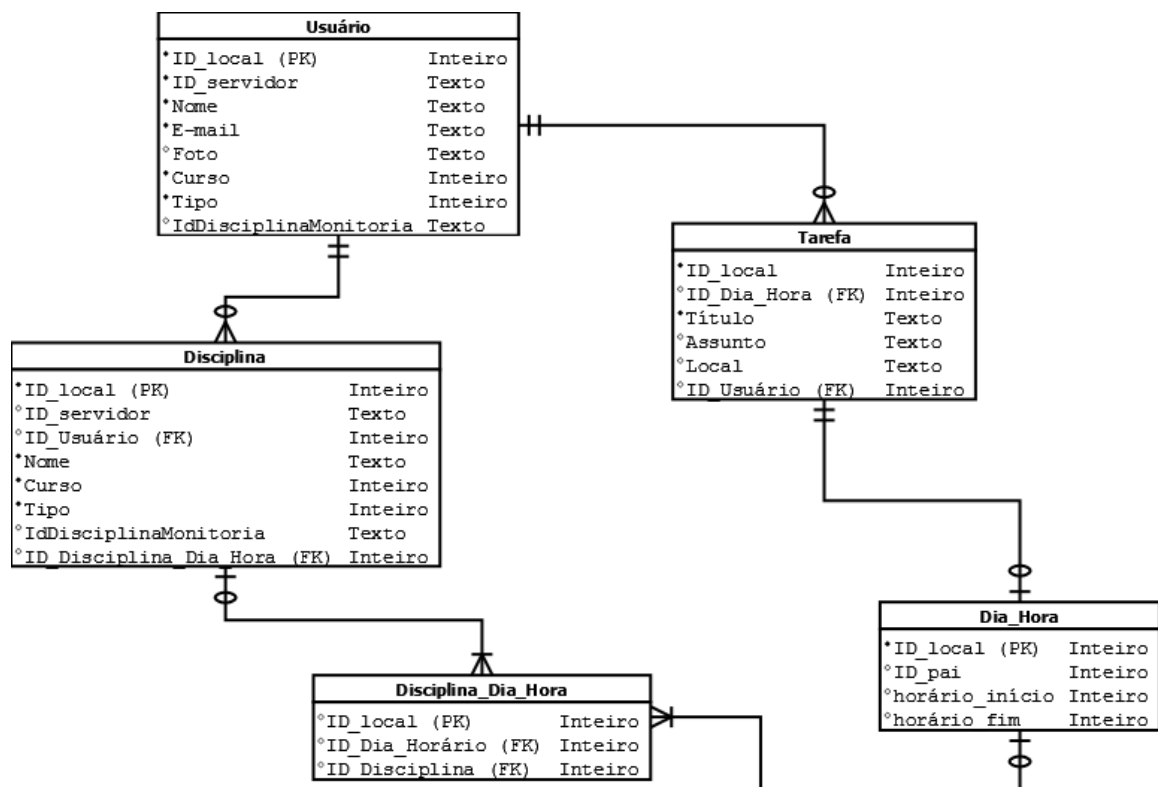 Usuário
ID_local (PK) Inteiro
ID_servidor Texto
Nome Texto
E-mail Texto
Foto Texto
Curso Inteiro
Tipo Inteiro
IdDisciplinaMonitoria Texto
Tarefa
ID_local Inteiro
ID_Dia_Hora (FK) Inteiro
Título Texto
Assunto Texto
Local Texto
ID_Usuário (FK) Inteiro
Disciplina
ID_local (PK) Inteiro
ID_servidor Texto
ID_Usuário (FK) Inteiro
Nome Texto
Curso Inteiro
Tipo Inteiro
IdDisciplinaMonitoria Texto
ID_Disciplina_Dia_Hora (FK) Inteiro
Dia_Hora
ID_local (PK) Inteiro
ID_pai Inteiro
horário_início Inteiro
horário_fim Inteiro
Disciplina_Dia_Hora
ID_local (PK) Inteiro
ID_Dia_Horário (FK) Inteiro
ID_Disciplina (FK) Inteiro